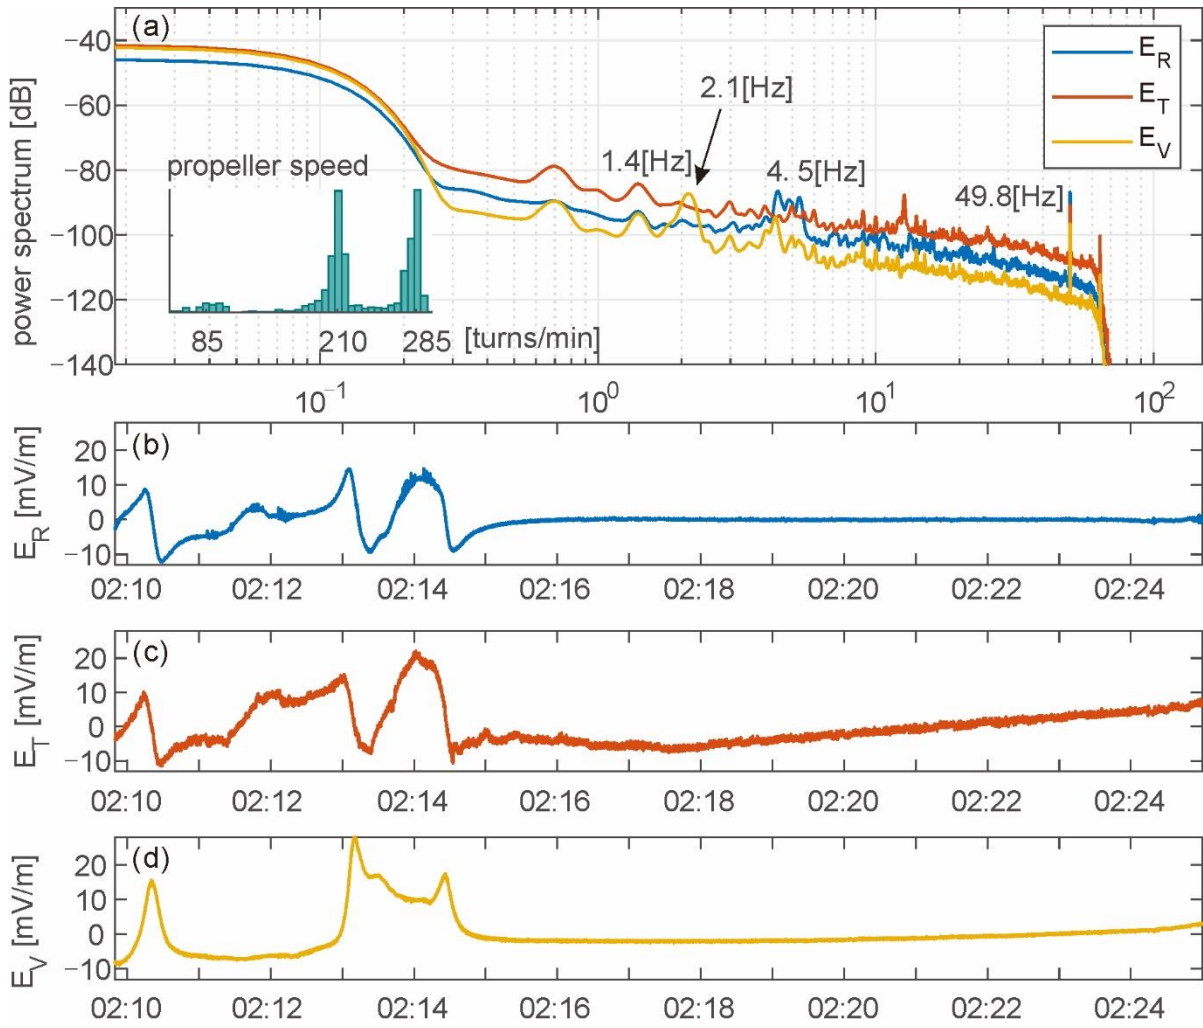 (a)
−40
−60
−80
−100
−120
−140
power spectrum [dB]
E_R
E_T
E_V
2.1[Hz]
1.4[Hz]
4.5[Hz]
49.8[Hz]
propeller speed
85 210 285 [turns/min]
10^−1 10^0 10^1 10^2
(b)
20
10
0
−10
E_R [mV/m]
02:10 02:12 02:14 02:16 02:18 02:20 02:22 02:24
(c)
20
10
0
−10
E_T [mV/m]
02:10 02:12 02:14 02:16 02:18 02:20 02:22 02:24
(d)
20
10
0
−10
E_V [mV/m]
02:10 02:12 02:14 02:16 02:18 02:20 02:22 02:24